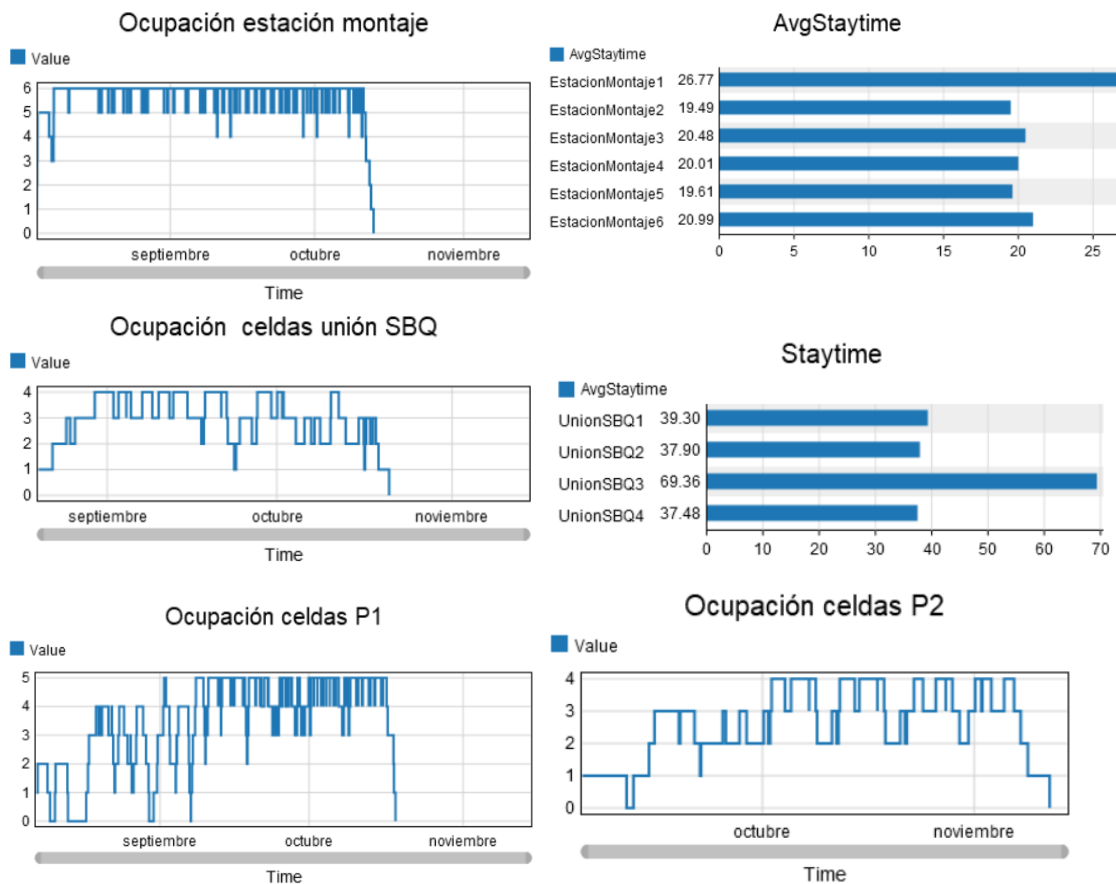 Ocupación estación montaje
Value
6
5
4
3
2
1
0
septiembre octubre noviembre
Time
AvgStaytime
AvgStaytime
EstacionMontaje1 26.77
EstacionMontaje2 19.49
EstacionMontaje3 20.48
EstacionMontaje4 20.01
EstacionMontaje5 19.61
EstacionMontaje6 20.99
0 5 10 15 20 25
Ocupación celdas unión SBQ
Value
4
3
2
1
0
septiembre octubre noviembre
Time
Staytime
AvgStaytime
UnionSBQ1 39.30
UnionSBQ2 37.90
UnionSBQ3 69.36
UnionSBQ4 37.48
0 10 20 30 40 50 60 70
Ocupación celdas P1
Value
5
4
3
2
1
0
septiembre octubre noviembre
Time
Ocupación celdas P2
Value
4
3
2
1
0
octubre noviembre
Time